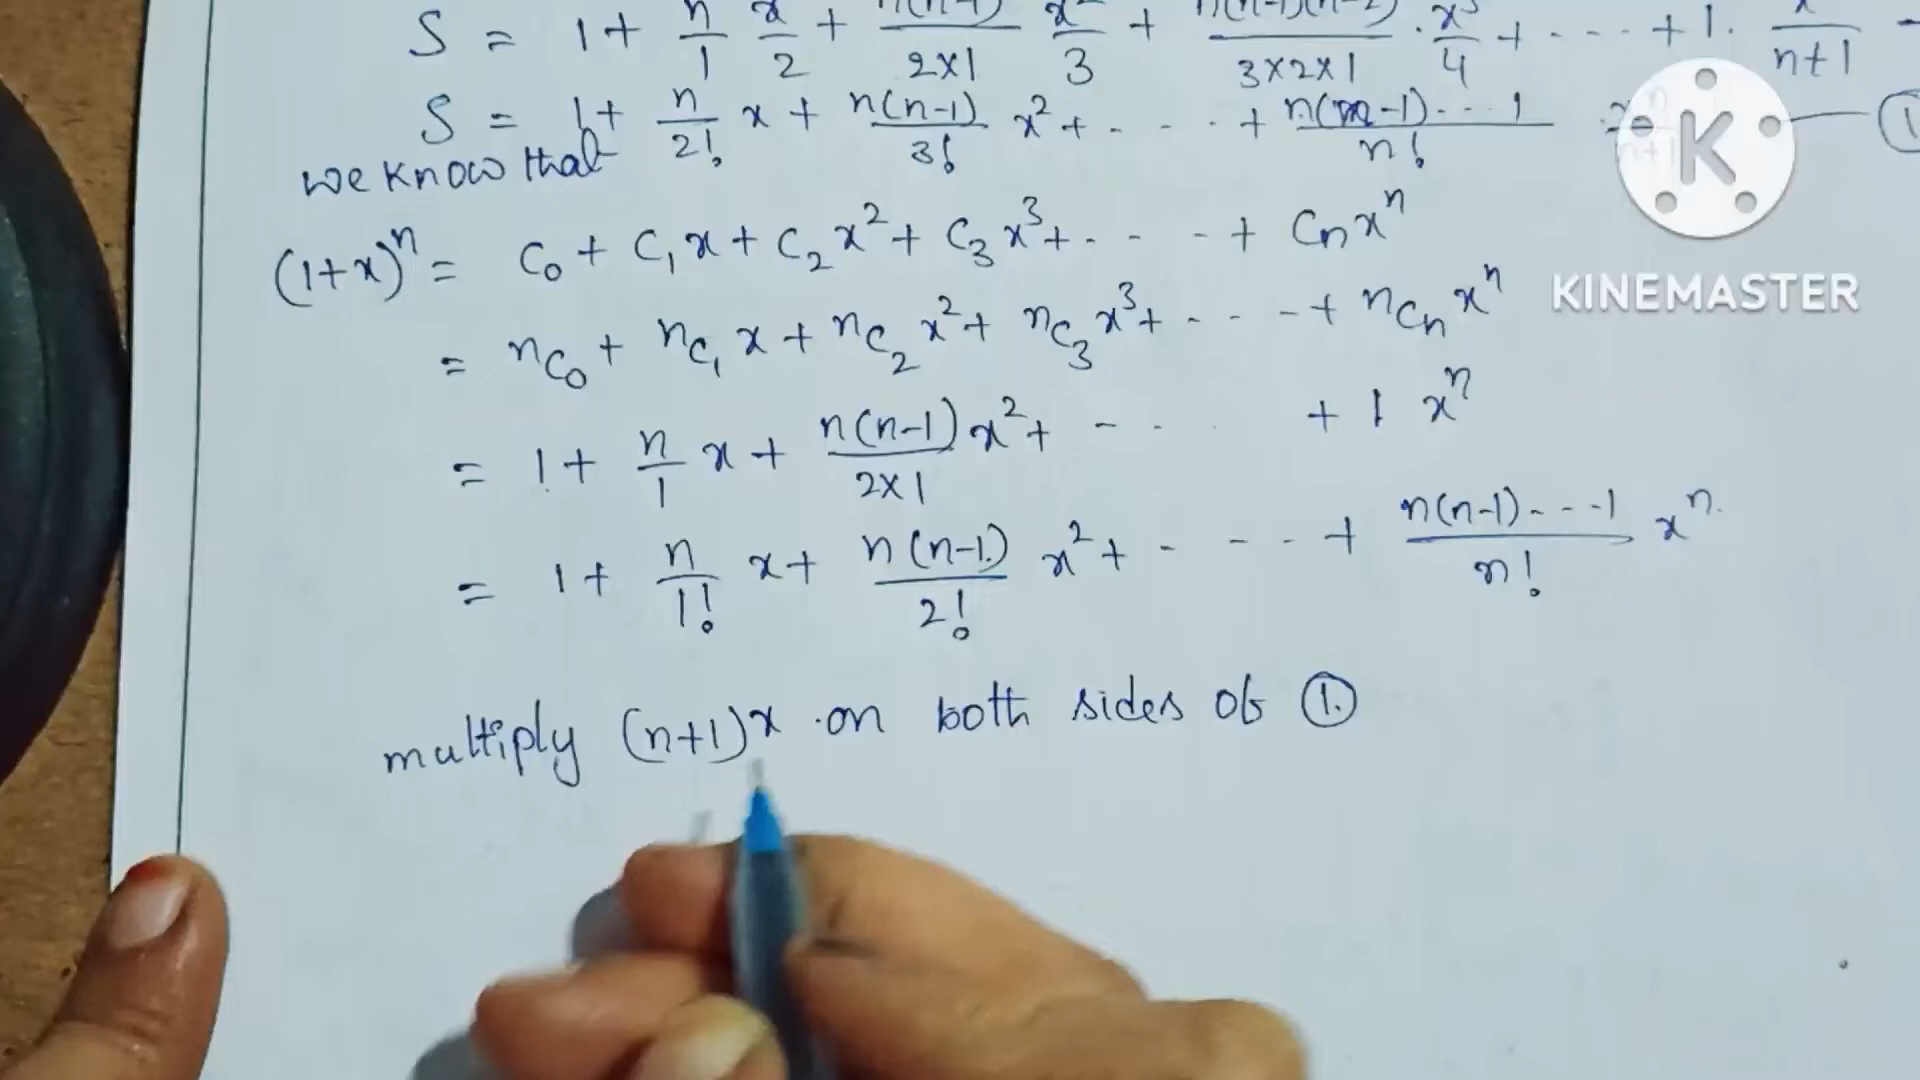 S = 1 + n/1 x/2 + n(n-1)/2×1 x²/3 + n(n-1)(n-2)/3×2×1 · x³/4 + - - - + 1. x/n+1
S = 1 + n/2! x + n(n-1)/3! x² + - - - + n(n-1)- - -1/n! xⁿ/n+1 — ①
we know that
(1+x)ⁿ = C₀ + C₁x + C₂x² + C₃x³ + - - - + Cₙxⁿ
= nC₀ + nC₁ x + nC₂ x² + nC₃ x³ + - - - + nCₙ xⁿ
= 1 + n/1 x + n(n-1)/2×1 x² + - - + 1 xⁿ
= 1 + n/1! x + n(n-1)/2! x² + - - - + n(n-1)- - -1/n! xⁿ
multiply (n+1)x on both sides of ①
K
KINEMASTER